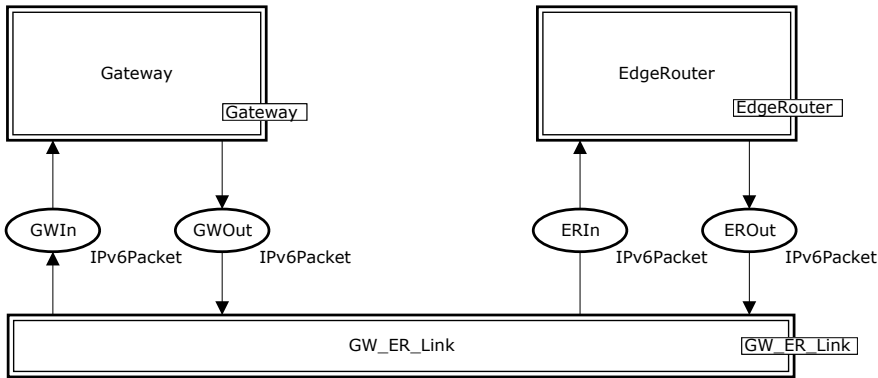 Gateway
EdgeRouter
Gateway
EdgeRouter
GWIn
GWOut
ERIn
EROut
IPv6Packet
IPv6Packet
IPv6Packet
IPv6Packet
GW_ER_Link
GW_ER_Link